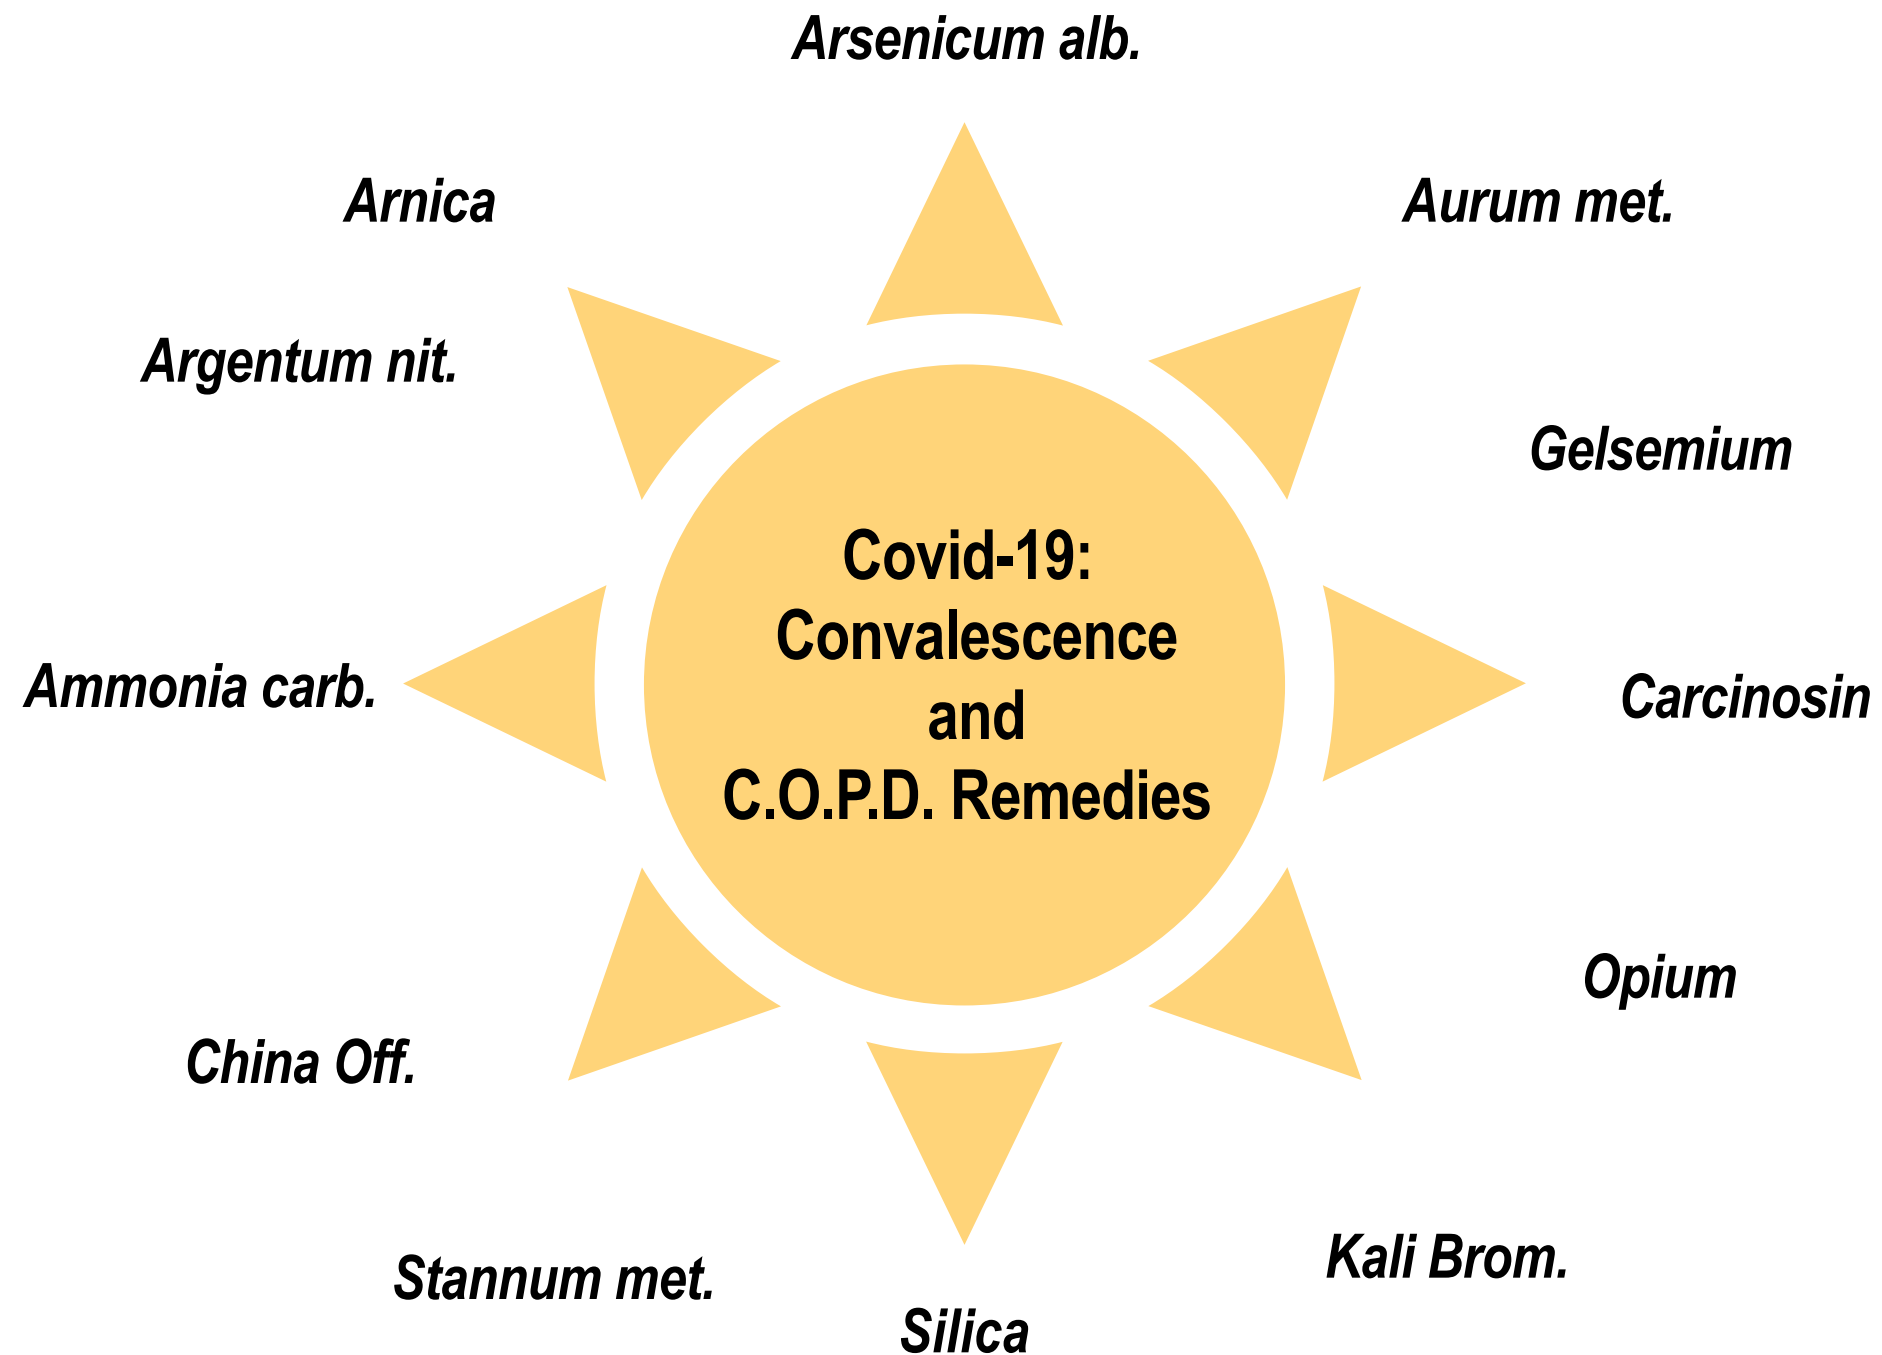 Arsenicum alb.
Arnica
Aurum met.
Argentum nit.
Gelsemium
Covid-19:
Convalescence
and
C.O.P.D. Remedies
Ammonia carb.
Carcinosin
Opium
China Off.
Kali Brom.
Stannum met.
Silica